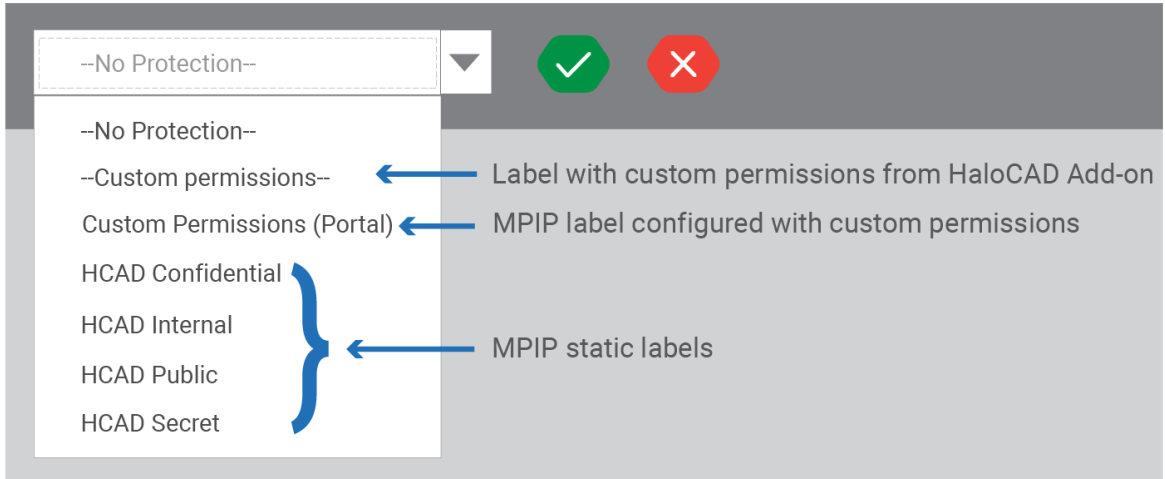 --No Protection--
--No Protection--
--Custom permissions--
Label with custom permissions from HaloCAD Add-on
Custom Permissions (Portal)
MPIP label configured with custom permissions
HCAD Confidential
HCAD Internal
MPIP static labels
HCAD Public
HCAD Secret